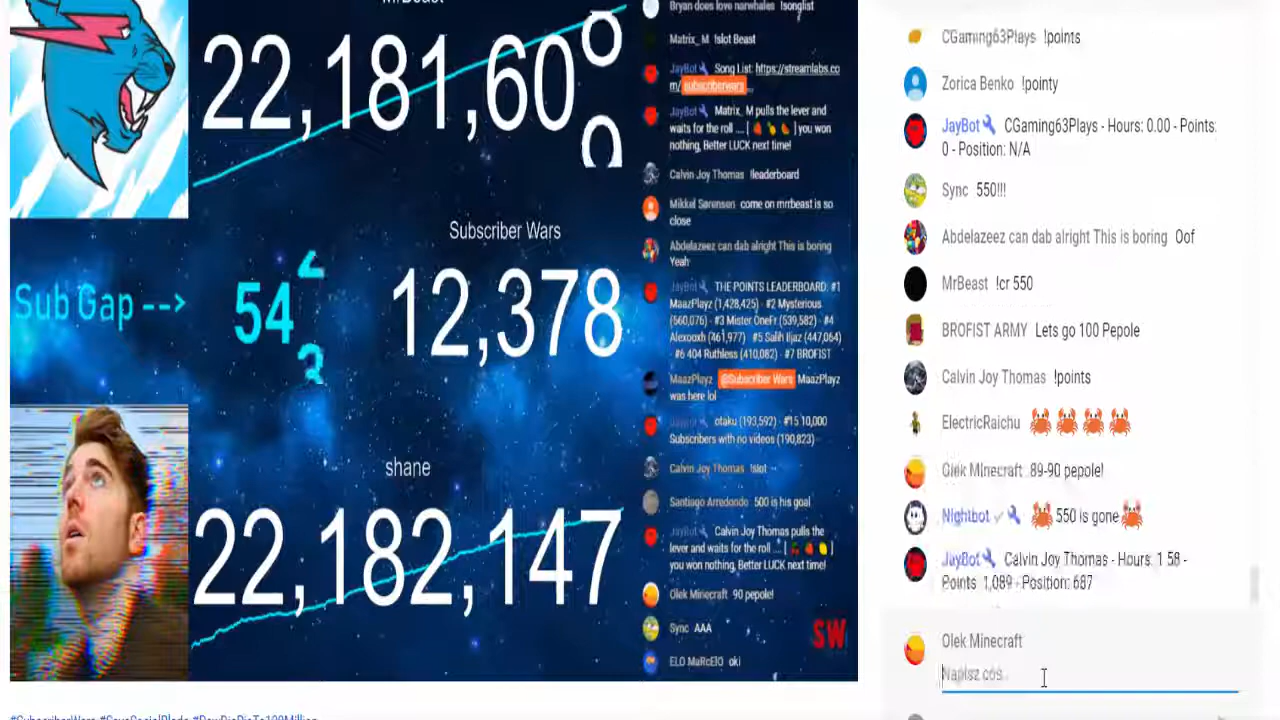 MrBeast
22,181,60
Subscriber Wars
Sub Gap -->
54
12,378
shane
22,182,147
Bryan does love narwhales !songlist
Matrix_M !slot Beast
JayBot Song List: https://streamlabs.co
m/ subscriberwars
JayBot Matrix_M pulls the lever and
waits for the roll .... [ 🍓 🍍 🍊 ] you won
nothing, Better LUCK next time!
Calvin Joy Thomas !leaderboard
Mikkel Sørensen come on mrrbeast is so
close
Abdelazeez can dab alright This is boring
Yeah
JayBot THE POINTS LEADERBOARD: #1
MaazPlayz (1,428,425) - #2 Mysterious
(560,076) - #3 Mister OneFr (539,582) - #4
Alexooxh (461,977) #5 Salih Iljaz (447,064)
- #6 404 Ruthless (410,082) - #7 BROFIST
MaazPlayz @Subscriber Wars MaazPlayz
was here lol
otaku (193,592) - #15 10,000
Subscribers with no videos (190,823)
Calvin Joy Thomas !slot
Santiago Arredondo 500 is his goal
JayBot Calvin Joy Thomas pulls the
lever and waits for the roll .... [ 🍒 🍓 🍋 ]
you won nothing, Better LUCK next time!
Olek Minecraft 90 pepole!
Sync AAA
ELO MaRcElO oki
SW
CGaming63Plays !points
Zorica Benko !pointy
JayBot CGaming63Plays - Hours: 0.00 - Points:
0 - Position: N/A
Sync 550!!!
Abdelazeez can dab alright This is boring Oof
MrBeast !cr 550
BROFIST ARMY Lets go 100 Pepole
Calvin Joy Thomas !points
ElectricRaichu 🦀 🦀 🦀 🦀
Olek Minecraft 89-90 pepole!
Nightbot 🦀 550 is gone 🦀
JayBot Calvin Joy Thomas - Hours: 1.58 -
Points: 1,089 - Position: 687
Olek Minecraft
Napisz coś...
#SubscriberWars #SaveSocialBlade #PewDiePieTo100Million